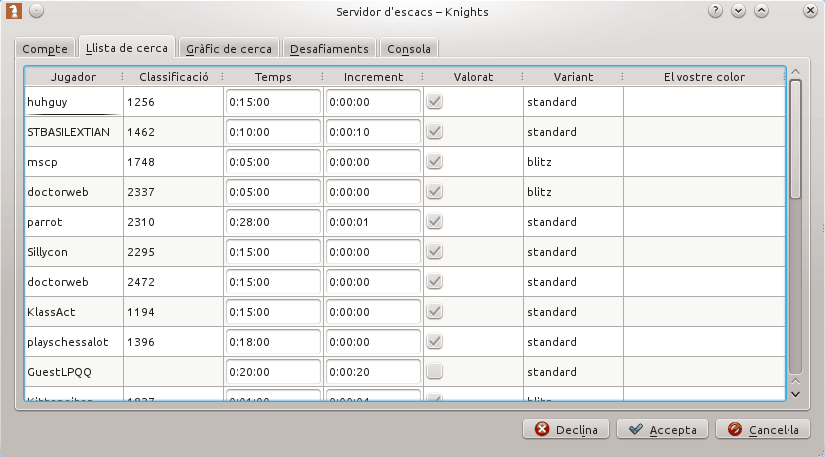 Servidor d'escacs – Knights
Compte Llista de cerca Gràfic de cerca Desafiaments Consola
Jugador Classificació Temps Increment Valorat Variant El vostre color
huhguy 1256 0:15:00 0:00:00 standard
STBASILEXTIAN 1462 0:10:00 0:00:10 standard
mscp 1748 0:05:00 0:00:00 blitz
doctorweb 2337 0:05:00 0:00:00 blitz
parrot 2310 0:28:00 0:00:01 standard
Sillycon 2295 0:15:00 0:00:00 standard
doctorweb 2472 0:15:00 0:00:00 standard
KlassAct 1194 0:15:00 0:00:00 standard
playschessalot 1396 0:18:00 0:00:00 standard
GuestLPQQ 0:20:00 0:00:20 standard
blitz
Declina Accepta Cancel·la